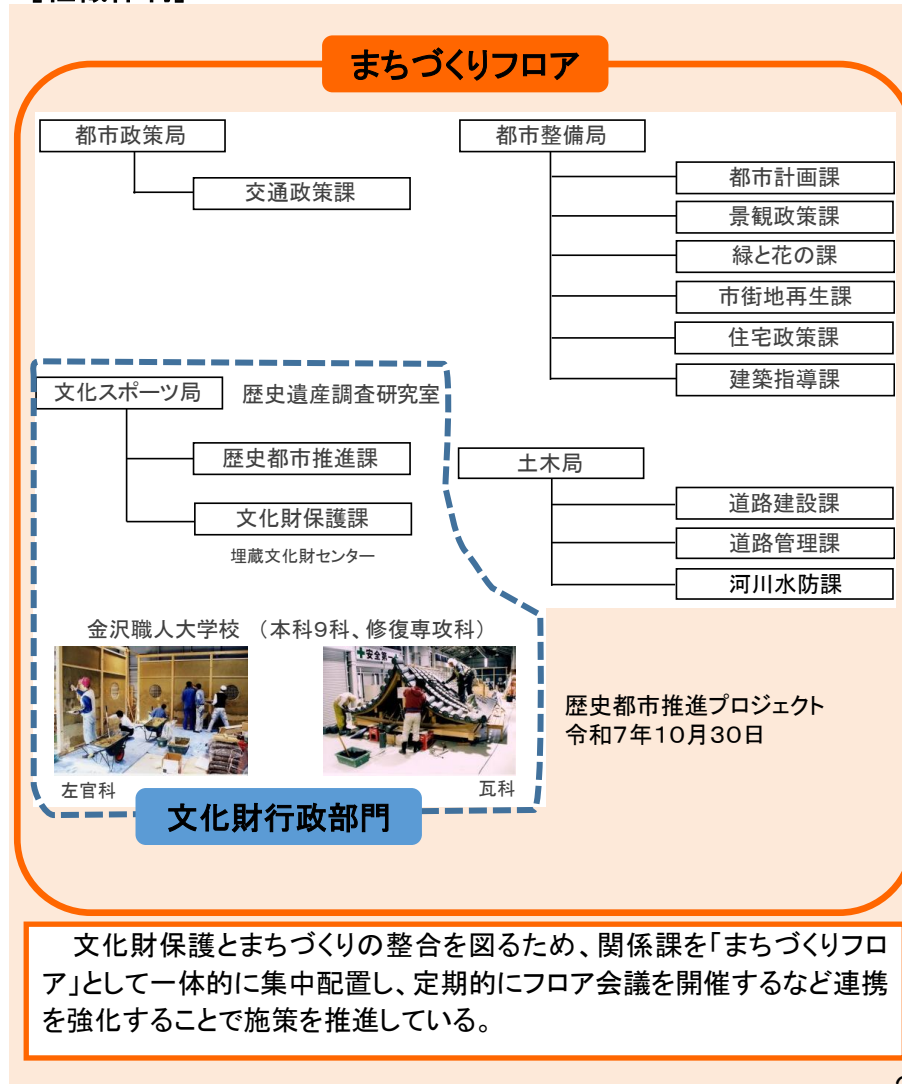 まちづくりフロア
都市政策局
交通政策課
都市整備局
都市計画課
景観政策課
緑と花の課
市街地再生課
住宅政策課
建築指導課
文化スポーツ局
歴史遺産調査研究室
歴史都市推進課
文化財保護課
埋蔵文化財センター
土木局
道路建設課
道路管理課
河川水防課
金沢職人大学校 (本科9科、修復専攻科)
安全第一
左官科
瓦科
文化財行政部門
歴史都市推進プロジェクト
令和7年10月30日
文化財保護とまちづくりの整合を図るため、関係課を「まちづくりフロ
ア」として一体的に集中配置し、定期的にフロア会議を開催するなど連携
を強化することで施策を推進している。